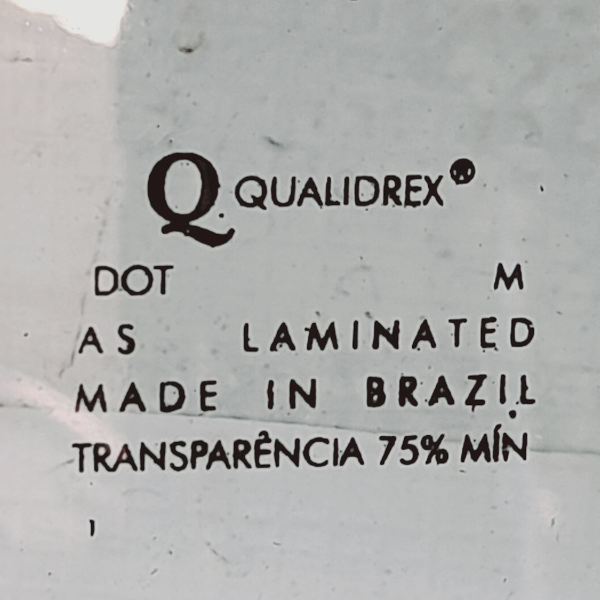 Q QUALIDREX®
DOT M
AS LAMINATED
MADE IN BRAZIL
TRANSPARÊNCIA 75% MÍN